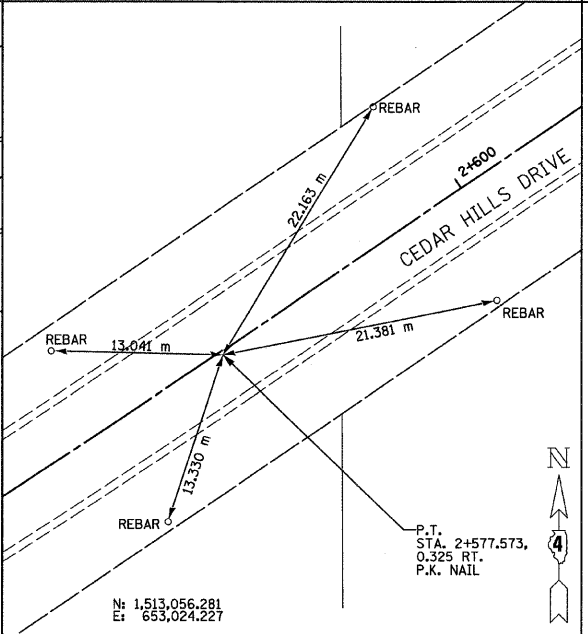 REBAR
2+600
22.163 m
CEDAR HILLS DRIVE
REBAR
21.381 m
REBAR
13.041 m
13.330 m
REBAR
N
4
P.T.
STA. 2+577.573,
0.325 RT.
P.K. NAIL
N: 1,513,056.281
E: 653,024.227